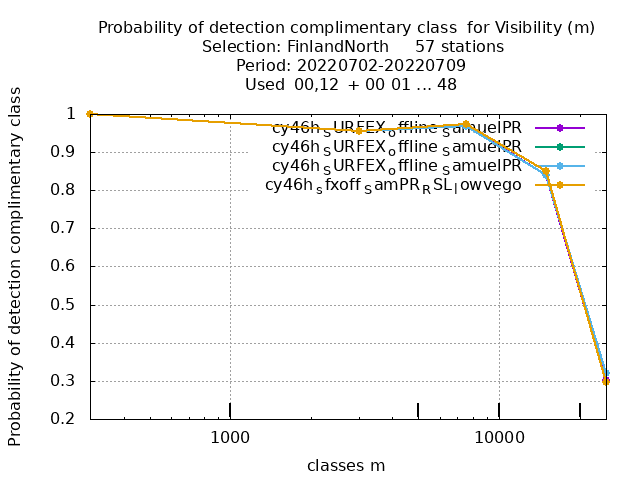 Probability of detection complimentary class  for Visibility (m)
Selection: FinlandNorth     57 stations
Period: 20220702-20220709
Used  00,12  + 00 01 ... 48
Probability of detection complimentary class
cy46h_SURFEX_offline_SamuelPR
cy46h_SURFEX_offline_SamuelPR
cy46h_SURFEX_offline_SamuelPR
cy46h_sfxoff_SamPR_RSL_lowvego
1
0.9
0.8
0.7
0.6
0.5
0.4
0.3
0.2
1000
10000
classes m